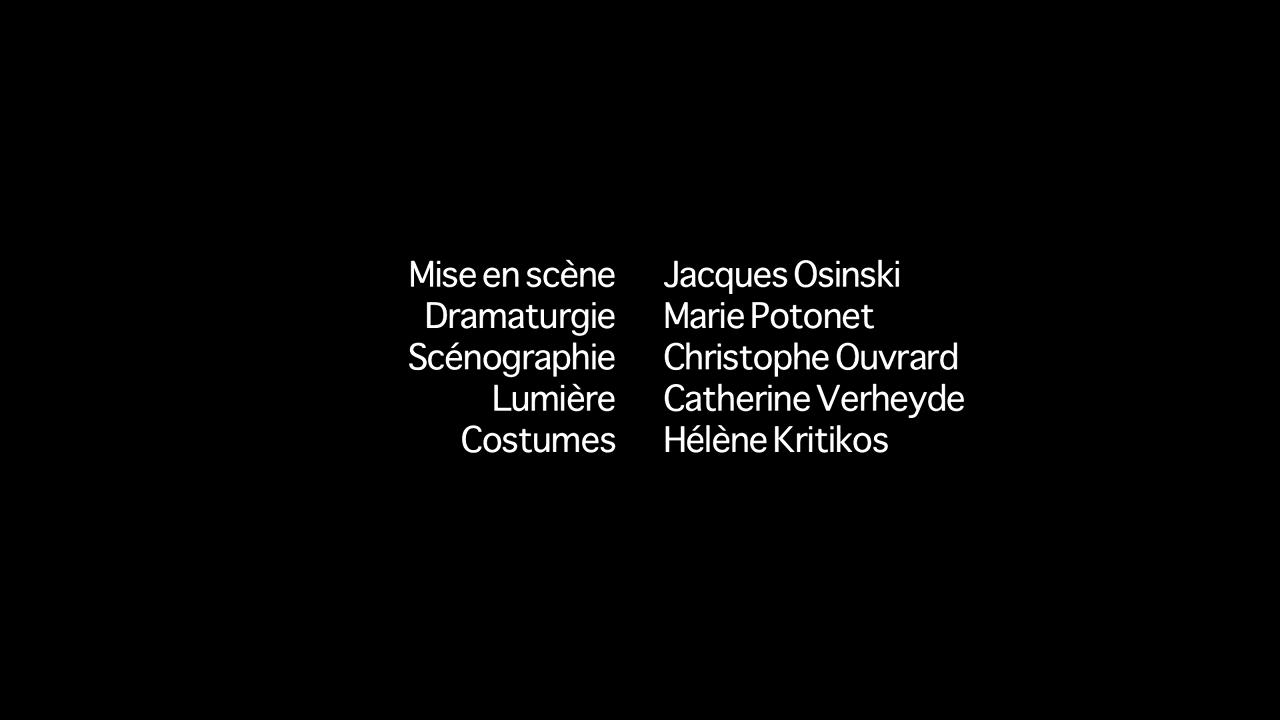 Mise en scène Jacques Osinski
Dramaturgie Marie Potonet
Scénographie Christophe Ouvrard
Lumière Catherine Verheyde
Costumes Hélène Kritikos